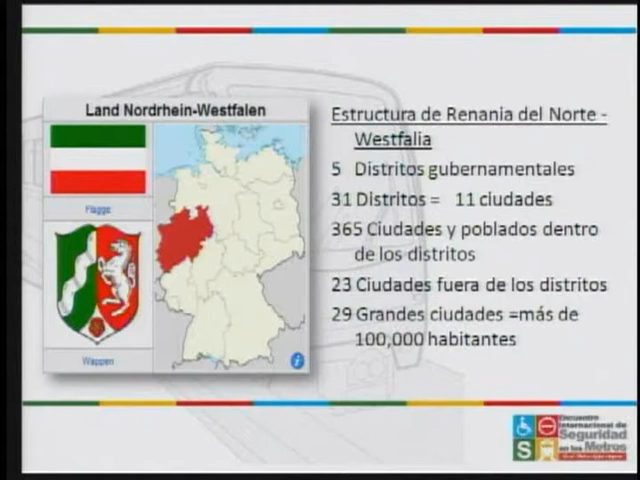 Land Nordrhein-Westfalen
Flagge
Wappen
Estructura de Renania del Norte -
Westfalia
5 Distritos gubernamentales
31 Distritos = 11 ciudades
365 Ciudades y poblados dentro
de los distritos
23 Ciudades fuera de los distritos
29 Grandes ciudades =más de
100,000 habitantes
i
S
Encuentro
Internacional de
Seguridad
en los Metros